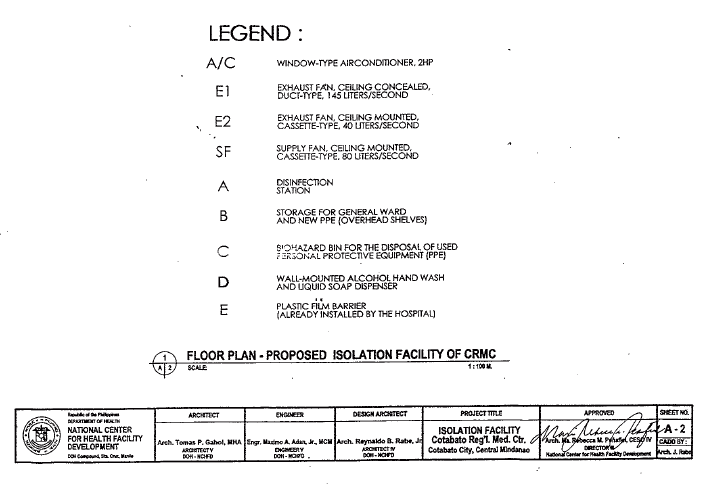 LEGEND :
A/C WINDOW-TYPE AIRCONDITIONER, 2HP
E1 EXHAUST FAN, CEILING CONCEALED,
DUCT-TYPE, 145 LITERS/SECOND
E2 EXHAUST FAN, CEILING MOUNTED,
CASSETTE-TYPE, 40 LITERS/SECOND
SF SUPPLY FAN, CEILING MOUNTED,
CASSETTE-TYPE, 80 LITERS/SECOND
A DISINFECTION
STATION
B STORAGE FOR GENERAL WARD
AND NEW PPE (OVERHEAD SHELVES)
C BIOHAZARD BIN FOR THE DISPOSAL OF USED
PERSONAL PROTECTIVE EQUIPMENT (PPE)
D WALL-MOUNTED ALCOHOL HAND WASH
AND LIQUID SOAP DISPENSER
E PLASTIC FILM BARRIER
(ALREADY INSTALLED BY THE HOSPITAL)
1
A 2
FLOOR PLAN - PROPOSED ISOLATION FACILITY OF CRMC
SCALE 1 : 100 M.
Republic of the Philippines
DEPARTMENT OF HEALTH
NATIONAL CENTER
FOR HEALTH FACILITY
DEVELOPMENT
DOH Compound, Sta. Cruz, Manila
ARCHITECT
Arch. Tomas P. Gahol, MHA
ARCHITECT V
DOH - NCHFD
ENGINEER
Engr. Maximo A. Adan, Jr., MCM
ENGINEER V
DOH - NCHFD
DESIGN ARCHITECT
Arch. Reynaldo B. Rabe, Jr
ARCHITECT IV
DOH - NCHFD
PROJECT TITLE
ISOLATION FACILITY
Cotabato Reg'l. Med. Ctr.
Cotabato City, Central Mindanao
APPROVED
Arch. Ma. Rebecca M. Peñafiel, CESO IV
DIRECTOR III
National Center for Health Facility Development
SHEET NO.
A - 2
CADD BY :
Arch. J. Rabe